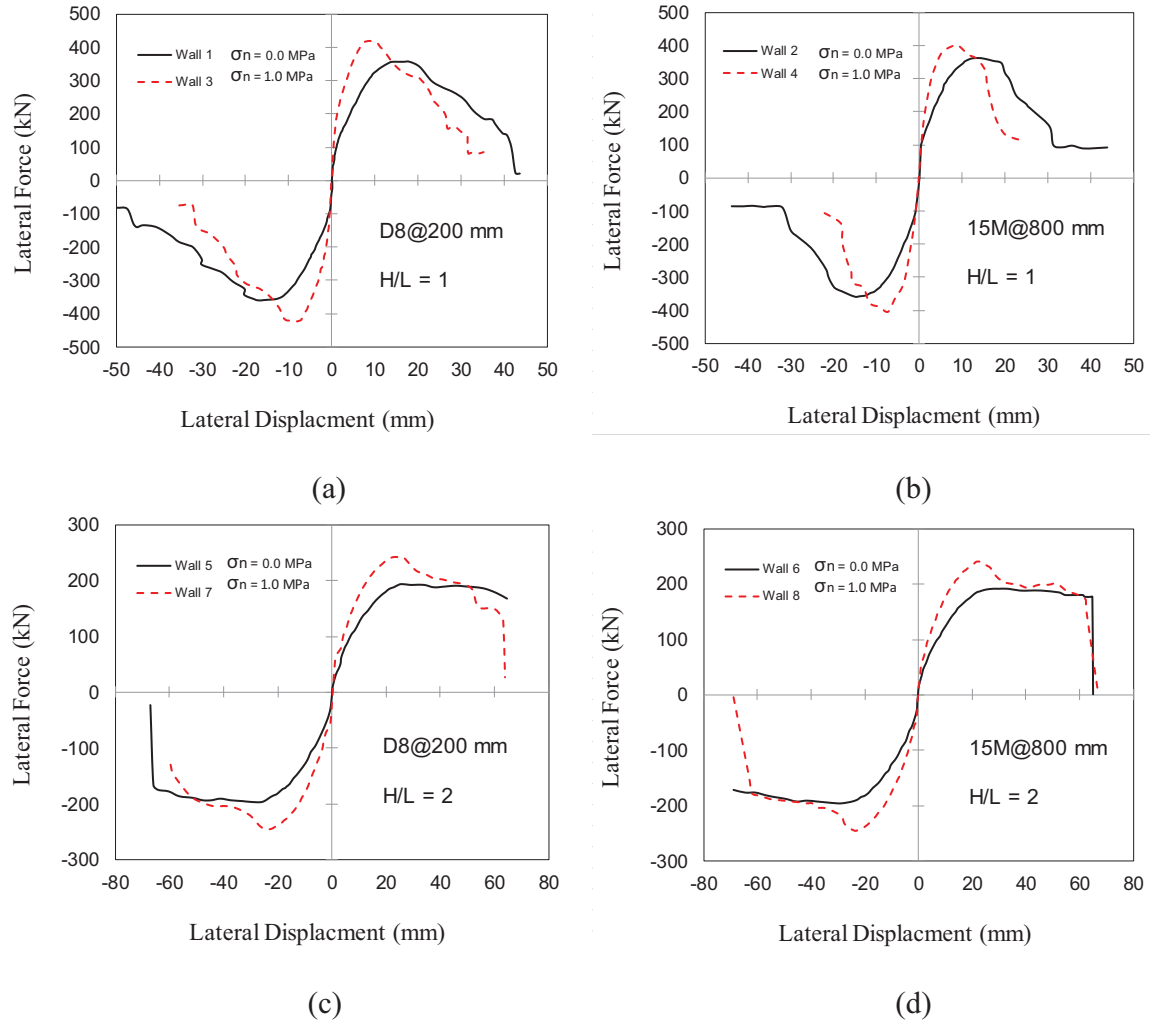 500
400
300
200
100
0
-100
-200
-300
-400
-500
-50 -40 -30 -20 -10 0 10 20 30 40 50
Lateral Force (kN)
Lateral Displacment (mm)
Wall 1 σn = 0.0 MPa
Wall 3 σn = 1.0 MPa
D8@200 mm
H/L = 1
(a)
500
400
300
200
100
0
-100
-200
-300
-400
-500
-50 -40 -30 -20 -10 0 10 20 30 40 50
Lateral Force (kN)
Lateral Displacment (mm)
Wall 2 σn = 0.0 MPa
Wall 4 σn = 1.0 MPa
15M@800 mm
H/L = 1
(b)
300
200
100
0
-100
-200
-300
-80 -60 -40 -20 0 20 40 60 80
Lateral Force (kN)
Lateral Displacment (mm)
Wall 5 σn = 0.0 MPa
Wall 7 σn = 1.0 MPa
D8@200 mm
H/L = 2
(c)
300
200
100
0
-100
-200
-300
-80 -60 -40 -20 0 20 40 60 80
Lateral Force (kN)
Lateral Displacment (mm)
Wall 6 σn = 0.0 MPa
Wall 8 σn = 1.0 MPa
15M@800 mm
H/L = 2
(d)